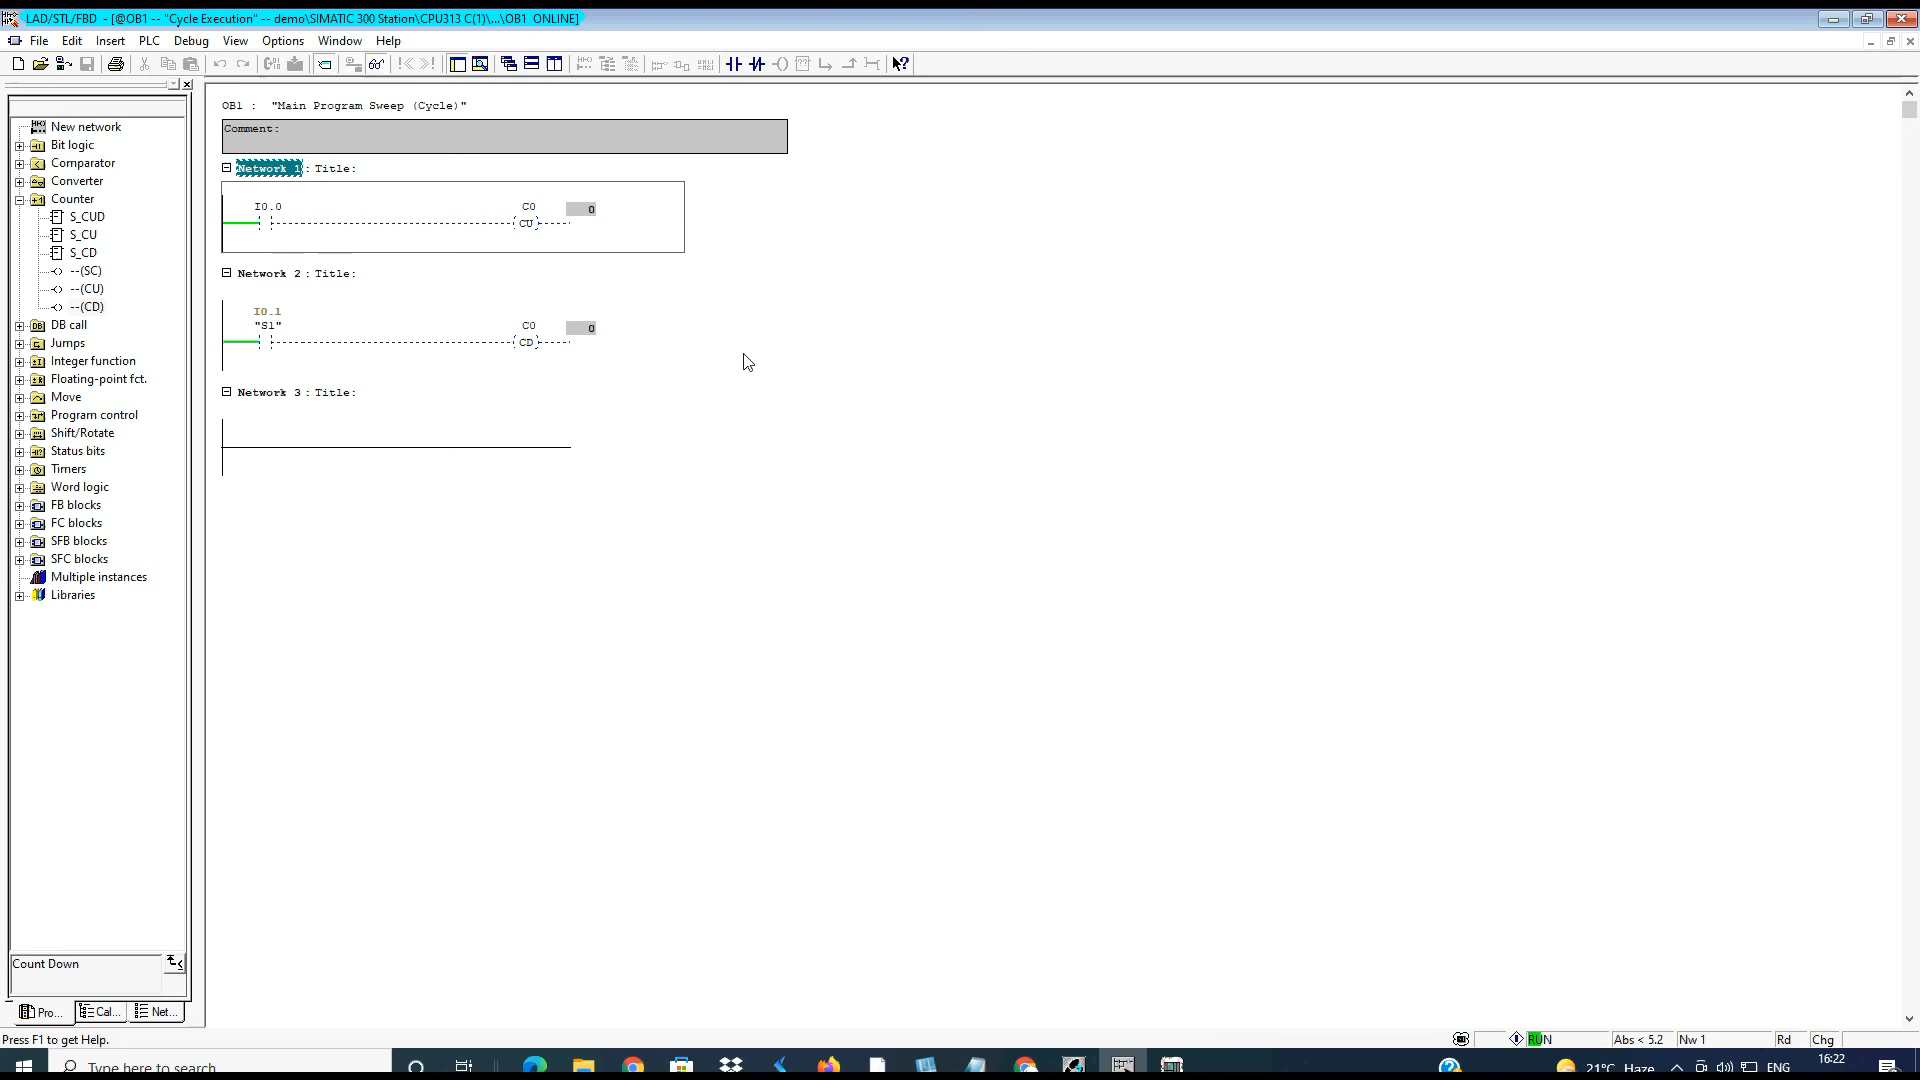 LAD/STL/FBD - [@OB1 -- "Cycle Execution" -- demo\SIMATIC 300 Station\CPU313 C(1)\...\OB1 ONLINE]
File Edit Insert PLC Debug View Options Window Help
New network
Bit logic
Comparator
Converter
Counter
S_CUD
S_CU
S_CD
--(SC)
--(CU)
--(CD)
DB call
Jumps
Integer function
Floating-point fct.
Move
Program control
Shift/Rotate
Status bits
Timers
Word logic
FB blocks
FC blocks
SFB blocks
SFC blocks
Multiple instances
Libraries
Count Down
Pro... Cal... Net...
OB1 : "Main Program Sweep (Cycle)"
Comment:
Network 1 : Title:
I0.0 C0 0
CU
Network 2 : Title:
I0.1
"S1" C0 0
CD
Network 3 : Title:
Press F1 to get Help.
RUN Abs < 5.2 Nw 1 Rd Chg
Type here to search
21°C Haze ENG 16:22